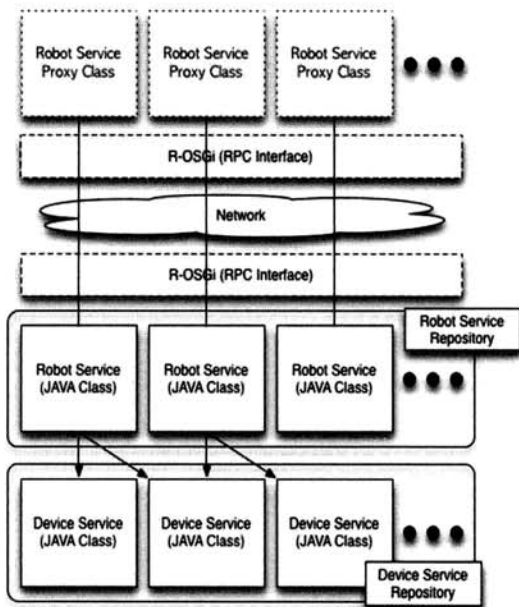 Robot Service
Proxy Class
Robot Service
Proxy Class
Robot Service
Proxy Class
R-OSGi (RPC Interface)
Network
R-OSGi (RPC Interface)
Robot Service
Repository
Robot Service
(JAVA Class)
Robot Service
(JAVA Class)
Robot Service
(JAVA Class)
Device Service
(JAVA Class)
Device Service
(JAVA Class)
Device Service
(JAVA Class)
Device Service
Repository